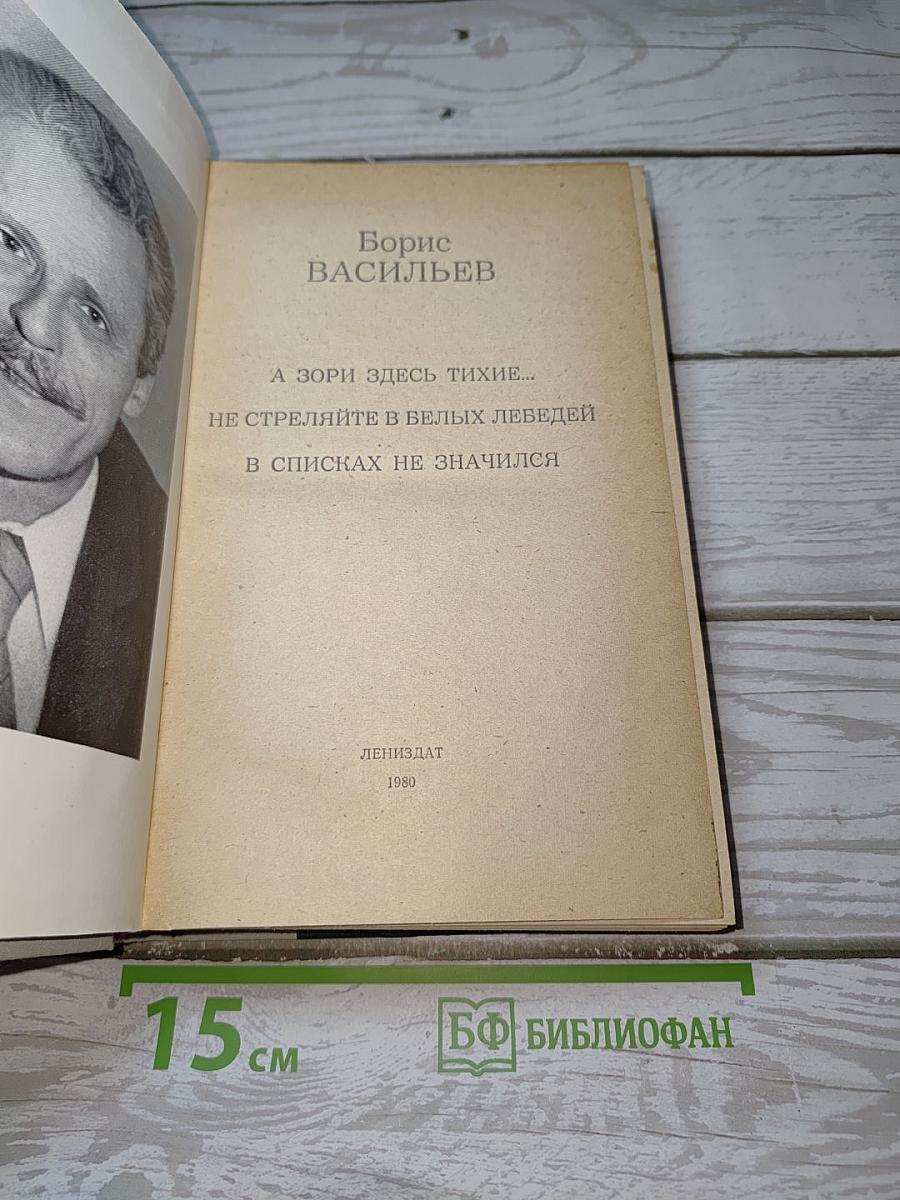 Борис
ВАСИЛЬЕВ
А ЗОРИ ЗДЕСЬ ТИХИЕ...
НЕ СТРЕЛЯЙТЕ В БЕЛЫХ ЛЕБЕДЕЙ
В СПИСКАХ НЕ ЗНАЧИЛСЯ
ЛЕНИЗДАТ
1980
15 см
БФ БИБЛИОФАН